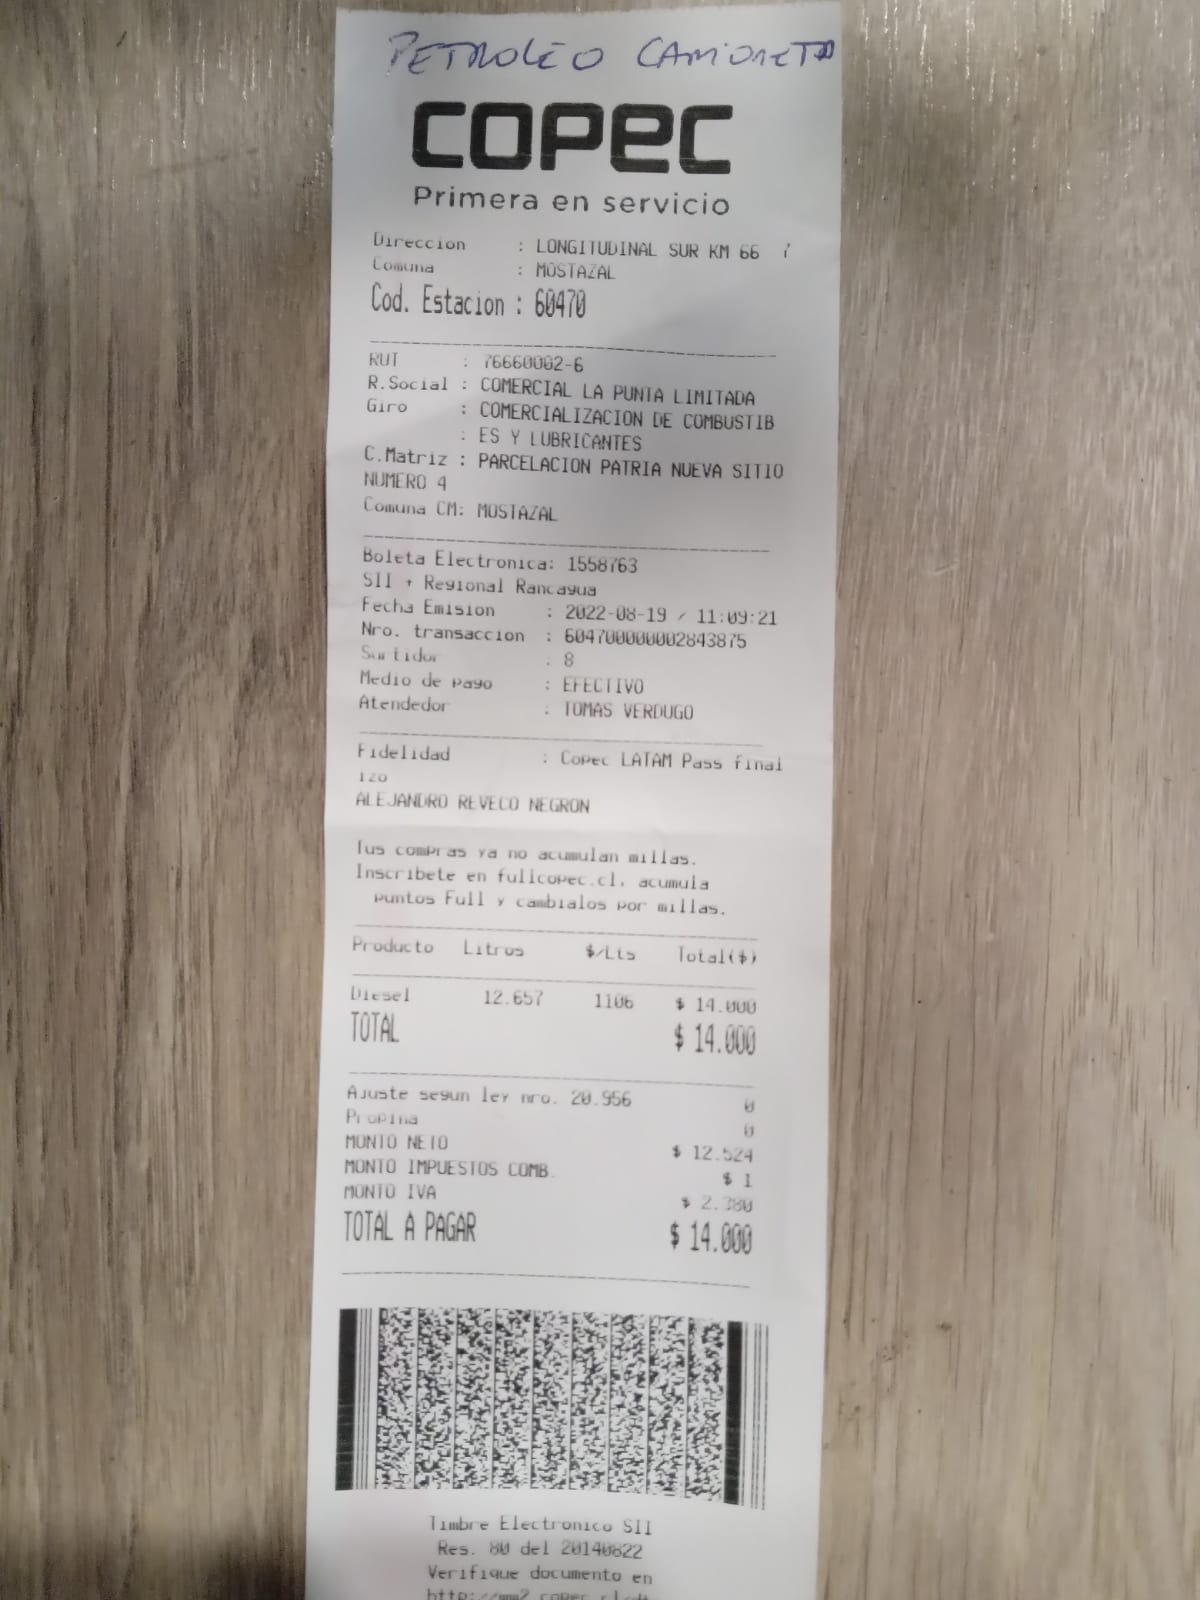 PETROLEO CAMIONETA
COPEC
Primera en servicio
Direccion : LONGITUDINAL SUR KM 66 7
Comuna : MOSTAZAL
Cod. Estacion : 60470
RUT : 76660002-6
R.Social : COMERCIAL LA PUNTA LIMITADA
Giro : COMERCIALIZACION DE COMBUSTIB
: ES Y LUBRICANTES
C.Matriz : PARCELACION PATRIA NUEVA SITIO
NUMERO 4
Comuna CM: MOSTAZAL
Boleta Electronica: 1558763
SII + Regional Rancagua
Fecha Emision : 2022-08-19 / 11:09:21
Nro. transaccion : 604700000002843875
Surtidor : 8
Medio de pago : EFECTIVO
Atendedor : TOMAS VERDUGO
Fidelidad : Copec LATAM Pass final
izo
ALEJANDRO REVECO NEGRON
Tus compras ya no acumulan millas.
Inscribete en fullcopec.cl, acumula
puntos Full y cambialos por millas.
Producto Litros $/Lts Total($)
Diesel 12.657 1106 $ 14.000
TOTAL $ 14.000
Ajuste segun ley nro. 20.956 0
Propina 0
MONTO NETO $ 12.524
MONTO IMPUESTOS COMB. $ 1
MONTO IVA $ 2.380
TOTAL A PAGAR $ 14.000
Timbre Electronico SII
Res. 80 del 20140822
Verifique documento en